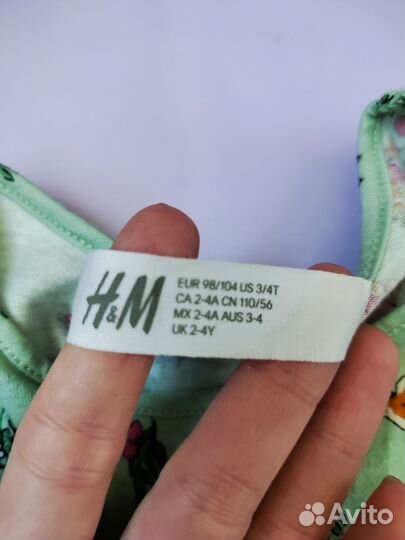 H&M
EUR 98/104 US 3/4T
CA 2-4A CN 110/56
MX 2-4A AUS 3-4
UK 2-4Y
Avito